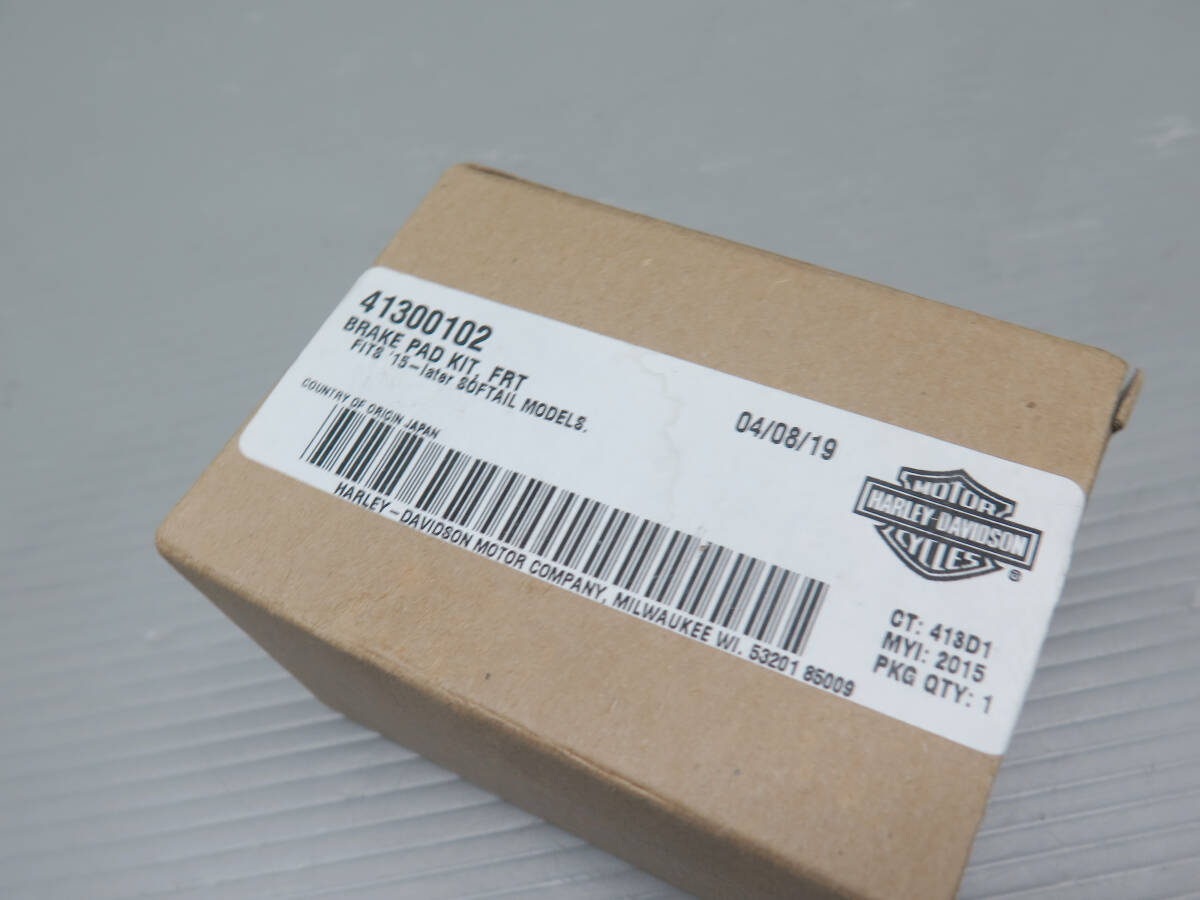 41300102
BRAKE PAD KIT, FRT
FITS '15-later SOFTAIL MODELS.
COUNTRY OF ORIGIN JAPAN
HARLEY-DAVIDSON MOTOR COMPANY, MILWAUKEE WI. 53201 85009
04/08/19
MOTOR
HARLEY-DAVIDSON
CYCLES
®
CT: 413D1
MYI: 2015
PKG QTY: 1